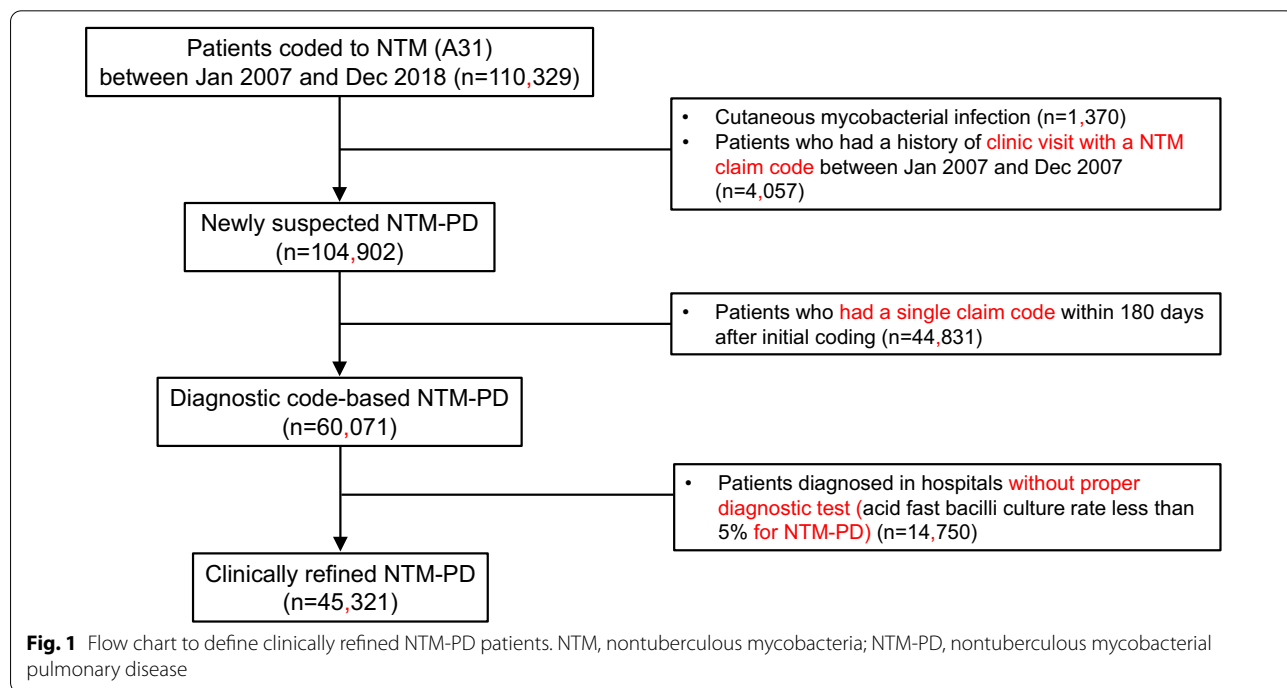 Patients coded to NTM (A31)
between Jan 2007 and Dec 2018 (n=110,329)
• Cutaneous mycobacterial infection (n=1,370)
• Patients who had a history of clinic visit with a NTM
claim code between Jan 2007 and Dec 2007
(n=4,057)
Newly suspected NTM-PD
(n=104,902)
• Patients who had a single claim code within 180 days
after initial coding (n=44,831)
Diagnostic code-based NTM-PD
(n=60,071)
• Patients diagnosed in hospitals without proper
diagnostic test (acid fast bacilli culture rate less than
5% for NTM-PD) (n=14,750)
Clinically refined NTM-PD
(n=45,321)
Fig. 1 Flow chart to define clinically refined NTM-PD patients. NTM, nontuberculous mycobacteria; NTM-PD, nontuberculous mycobacterial
pulmonary disease